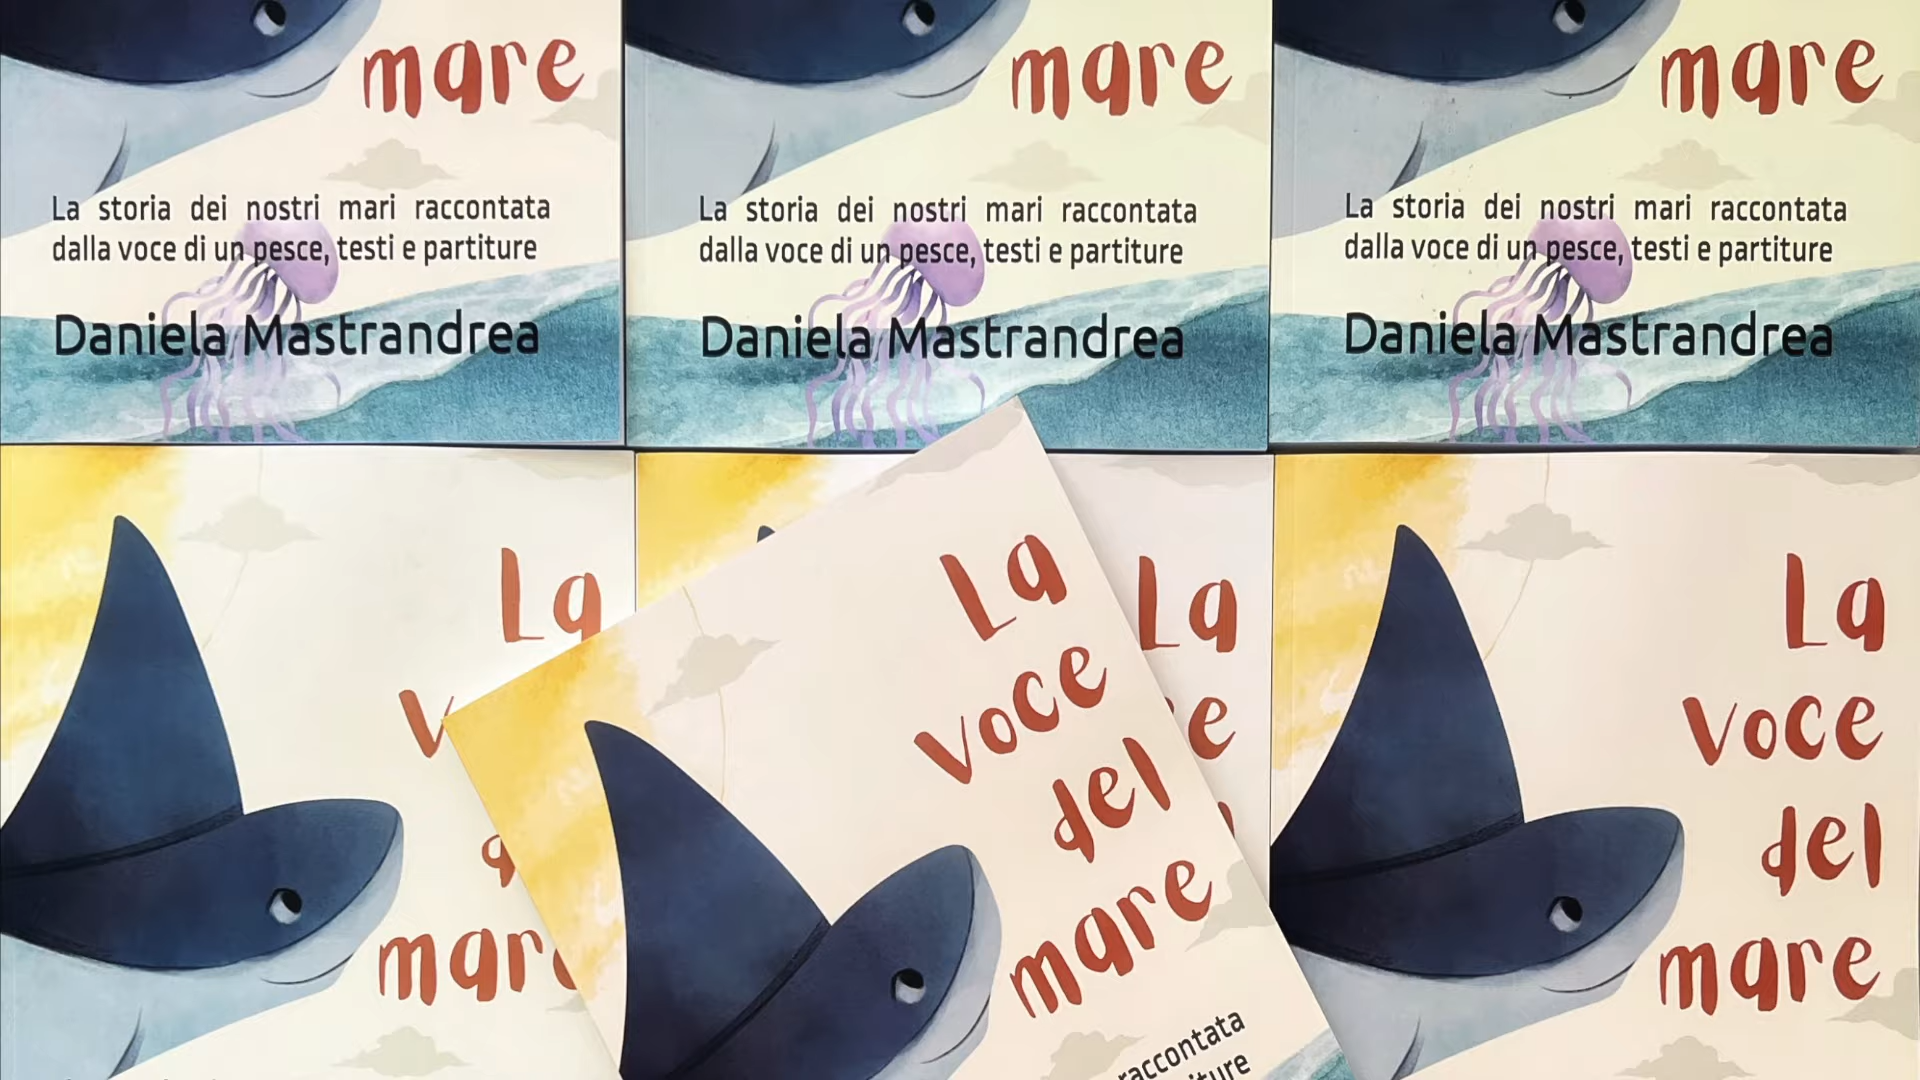 mare
La storia dei nostri mari raccontata
dalla voce di un pesce, testi e partiture
Daniela Mastrandrea
mare
La storia dei nostri mari raccontata
dalla voce di un pesce, testi e partiture
Daniela Mastrandrea
mare
La storia dei nostri mari raccontata
dalla voce di un pesce, testi e partiture
Daniela Mastrandrea
La
v
d
mare
La
voce
del
mare
raccontata
iture
La
e
La
voce
del
mare